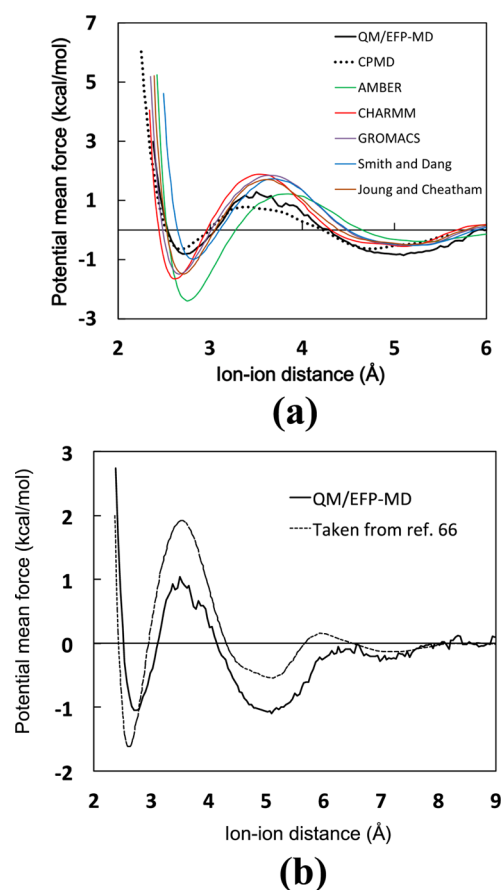 7
5
3
1
-1
-3
Potential mean force (kcal/mol)
QM/EFP-MD
CPMD
AMBER
CHARMM
GROMACS
Smith and Dang
Joung and Cheatham
2 3 4 5 6
Ion-ion distance (Å)
(a)
3
2
1
0
-1
-2
Potential mean force (kcal/mol)
QM/EFP-MD
Taken from ref. 66
2 3 4 5 6 7 8 9
Ion-ion distance (Å)
(b)